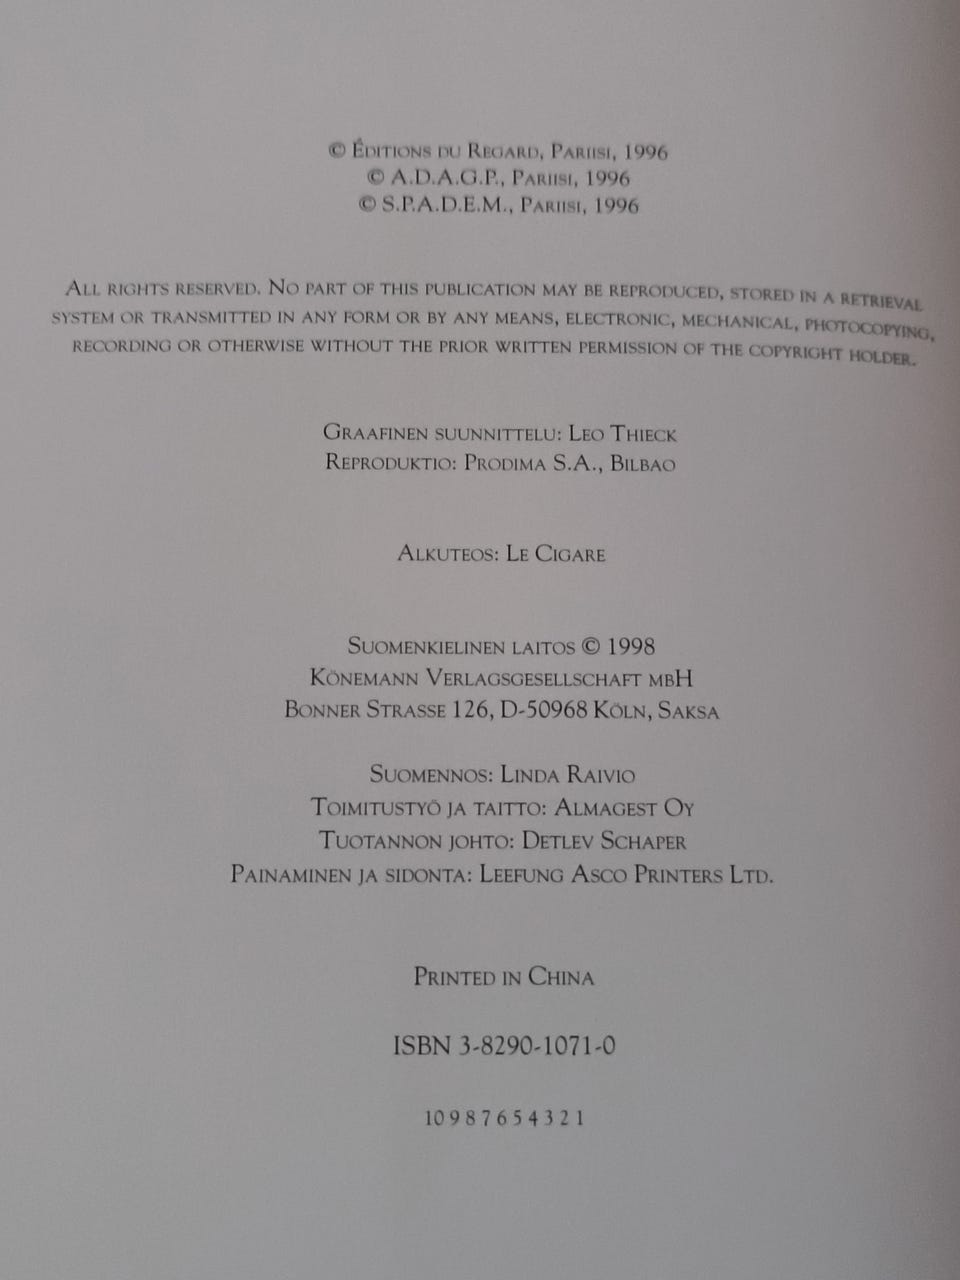 © Éditions du Regard, Pariisi, 1996
© A.D.A.G.P., Pariisi, 1996
© S.P.A.D.E.M., Pariisi, 1996
All rights reserved. No part of this publication may be reproduced, stored in a retrieval
system or transmitted in any form or by any means, electronic, mechanical, photocopying,
recording or otherwise without the prior written permission of the copyright holder.
Graafinen suunnittelu: Leo Thieck
Reproduktio: Prodima S.A., Bilbao
Alkuteos: Le Cigare
Suomenkielinen laitos © 1998
Könemann Verlagsgesellschaft mbH
Bonner Strasse 126, D-50968 Köln, Saksa
Suomennos: Linda Raivio
Toimitustyö ja taitto: Almagest Oy
Tuotannon johto: Detlev Schaper
Painaminen ja sidonta: Leefung Asco Printers Ltd.
Printed in China
ISBN 3-8290-1071-0
10 9 8 7 6 5 4 3 2 1